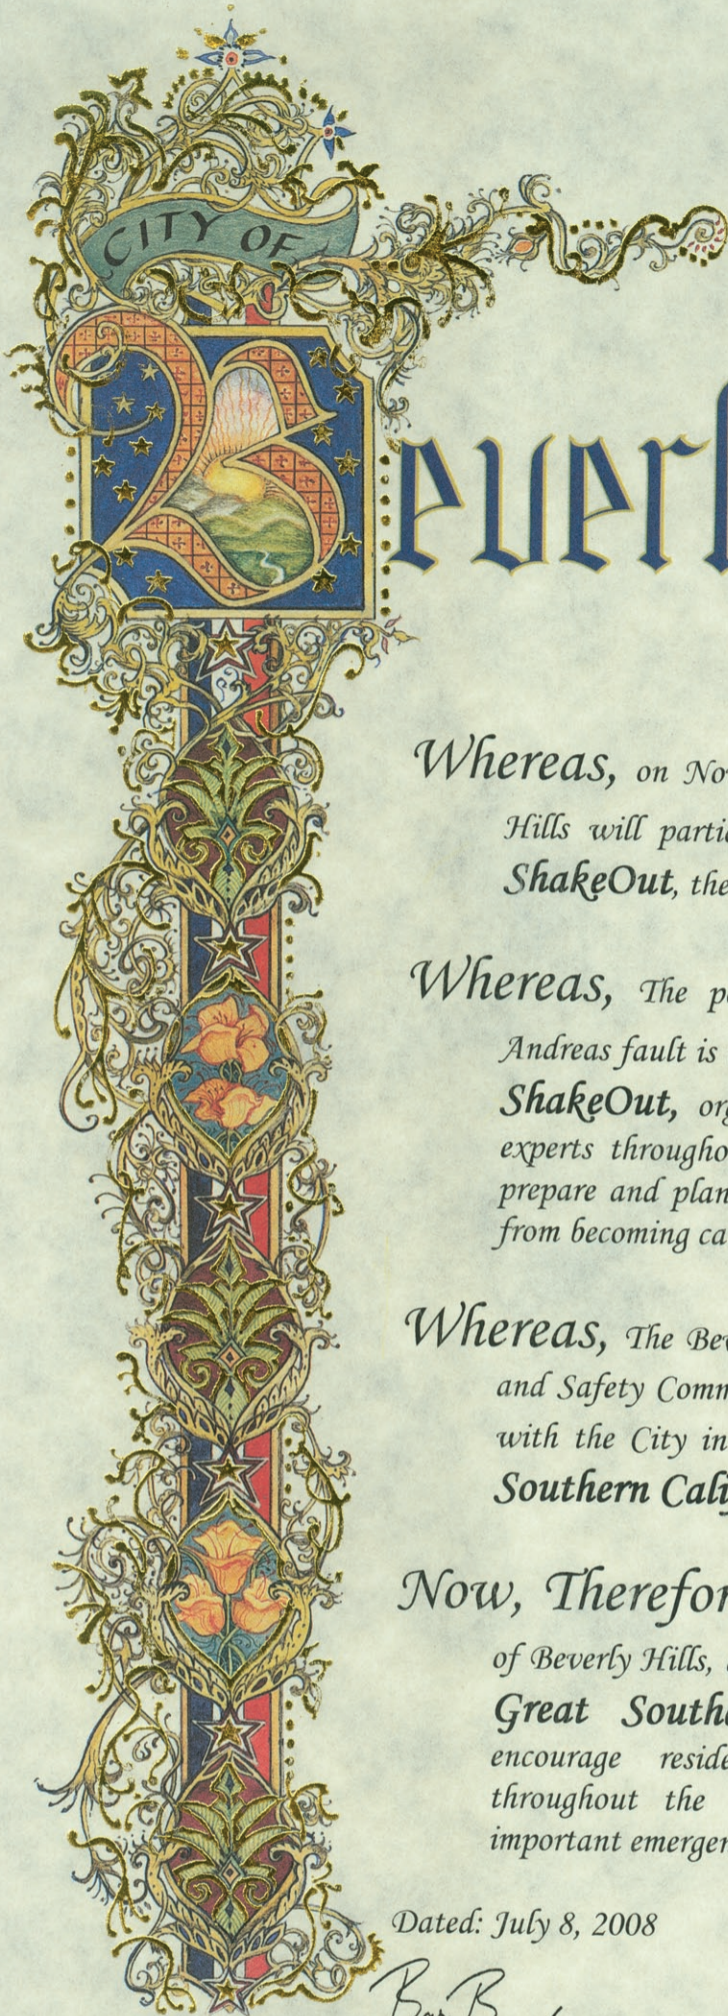 CITY OF
Beverl
Whereas, on No
Hills will partic
ShakeOut, the
Whereas, The p
Andreas fault is
ShakeOut, org
experts througho
prepare and plan
from becoming ca
Whereas, The Bev
and Safety Comm
with the City in
Southern Cali
Now, Therefor
of Beverly Hills,
Great South
encourage reside
throughout the
important emergen
Dated: July 8, 2008